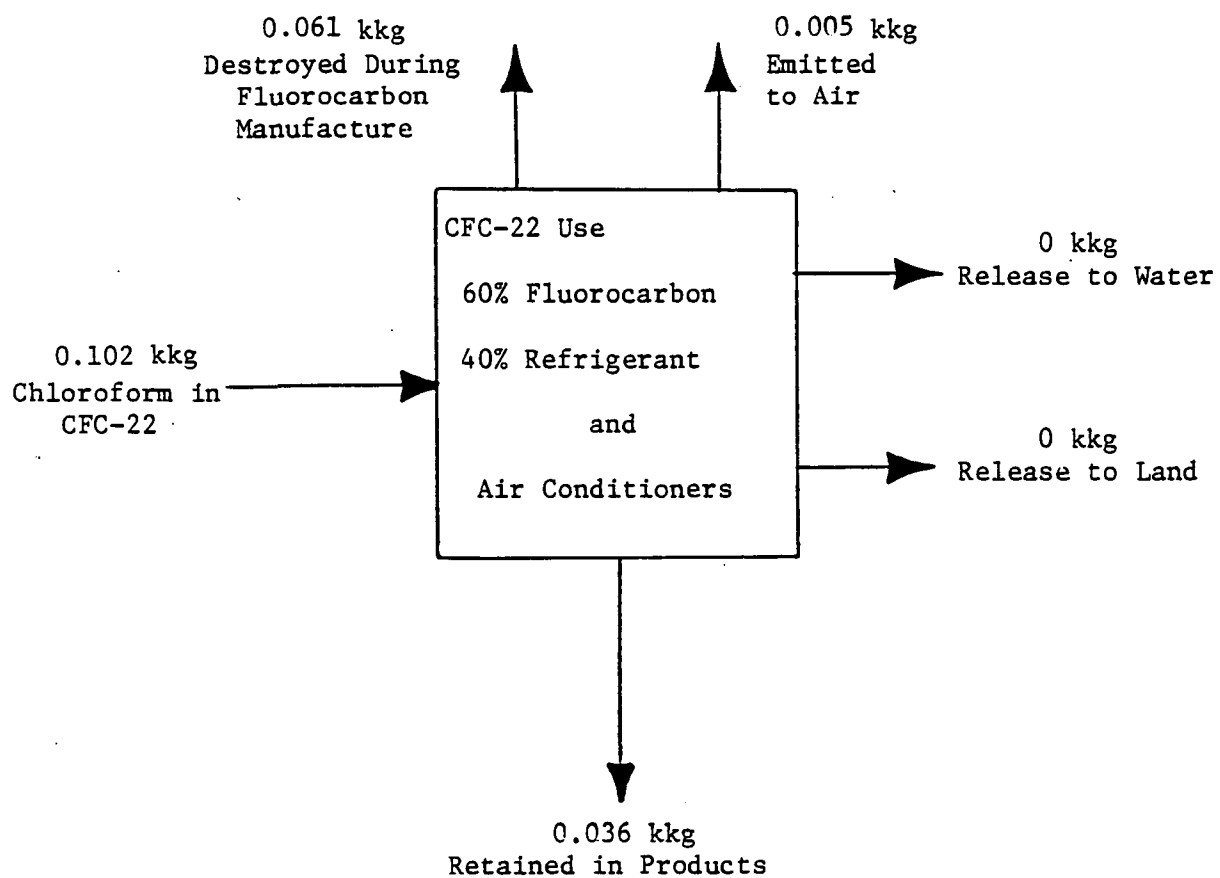 0.061 kkg
Destroyed During
Fluorocarbon
Manufacture
0.005 kkg
Emitted
to Air
CFC-22 Use
60% Fluorocarbon
40% Refrigerant
and
Air Conditioners
0.102 kkg
Chloroform in
CFC-22
0 kkg
Release to Water
0 kkg
Release to Land
0.036 kkg
Retained in Products